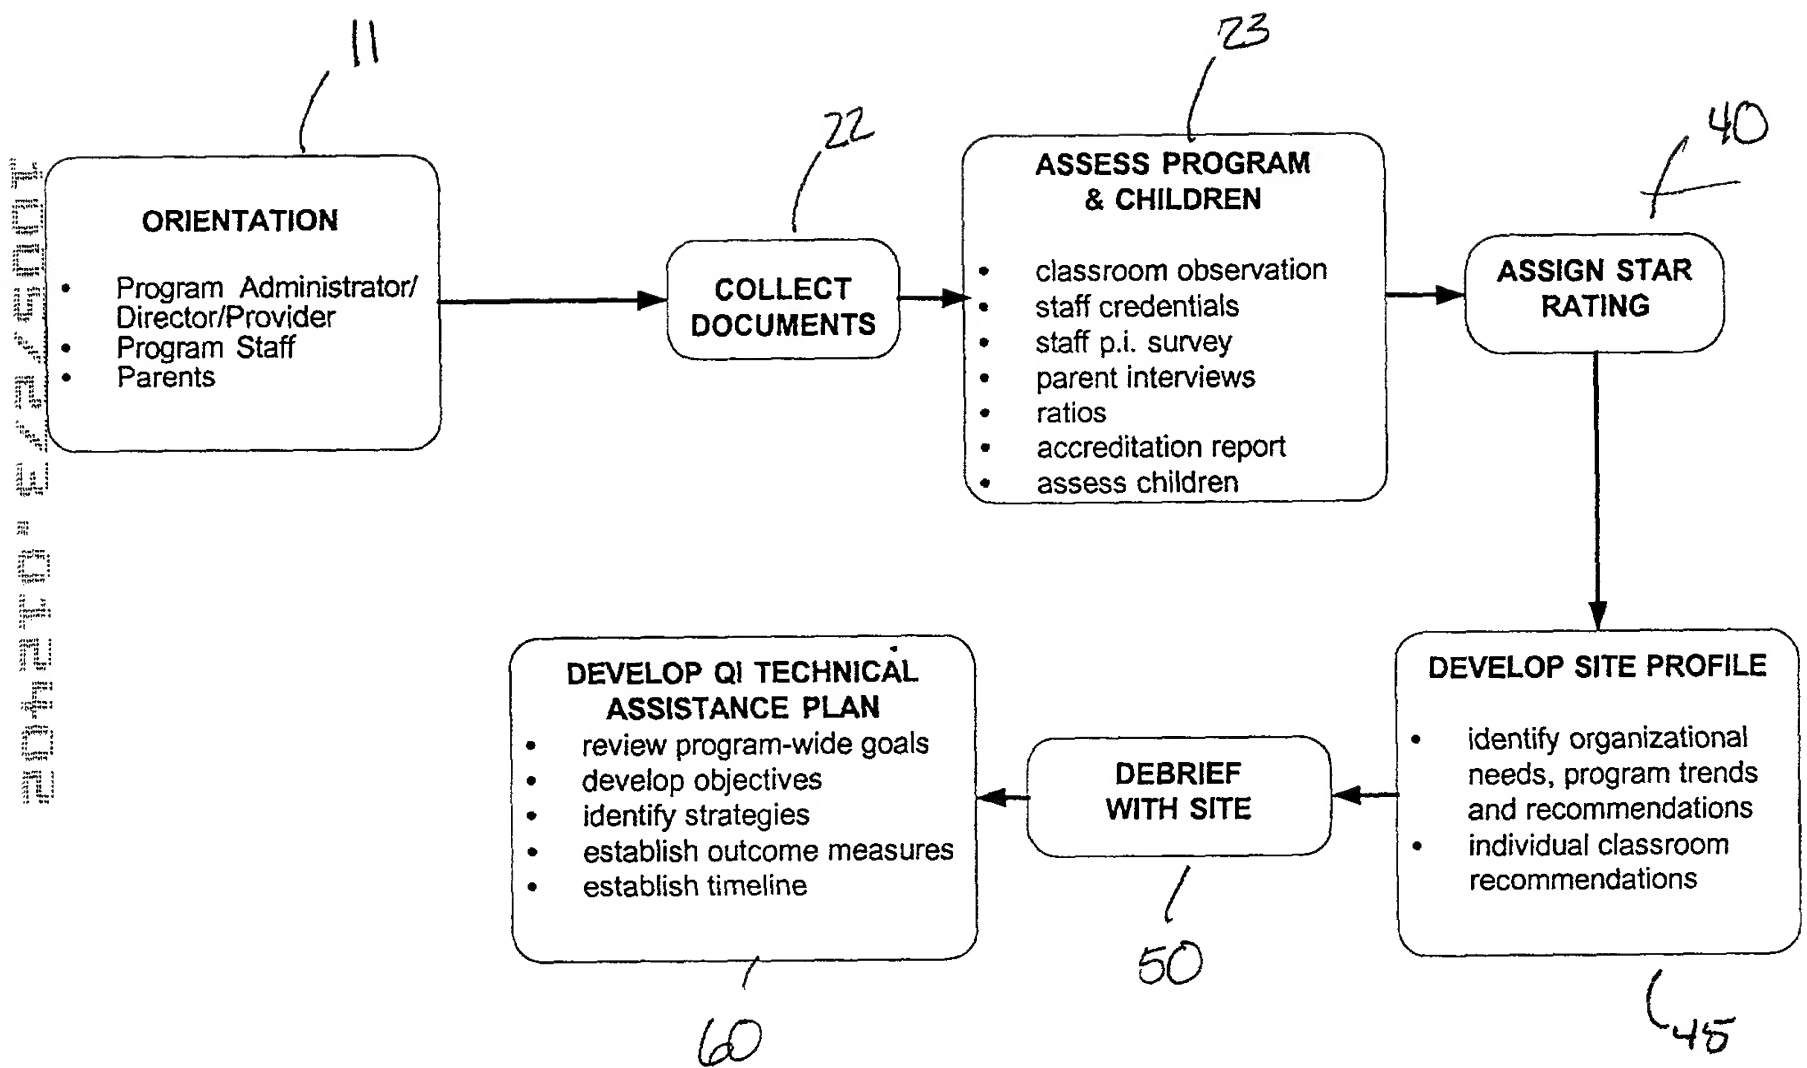 11
ORIENTATION
• Program Administrator/
Director/Provider
• Program Staff
• Parents
22
COLLECT
DOCUMENTS
23
ASSESS PROGRAM
& CHILDREN
• classroom observation
• staff credentials
• staff p.i. survey
• parent interviews
• ratios
• accreditation report
• assess children
40
ASSIGN STAR
RATING
DEVELOP SITE PROFILE
• identify organizational
needs, program trends
and recommendations
• individual classroom
recommendations
45
DEBRIEF
WITH SITE
50
DEVELOP QI TECHNICAL
ASSISTANCE PLAN
• review program-wide goals
• develop objectives
• identify strategies
• establish outcome measures
• establish timeline
60